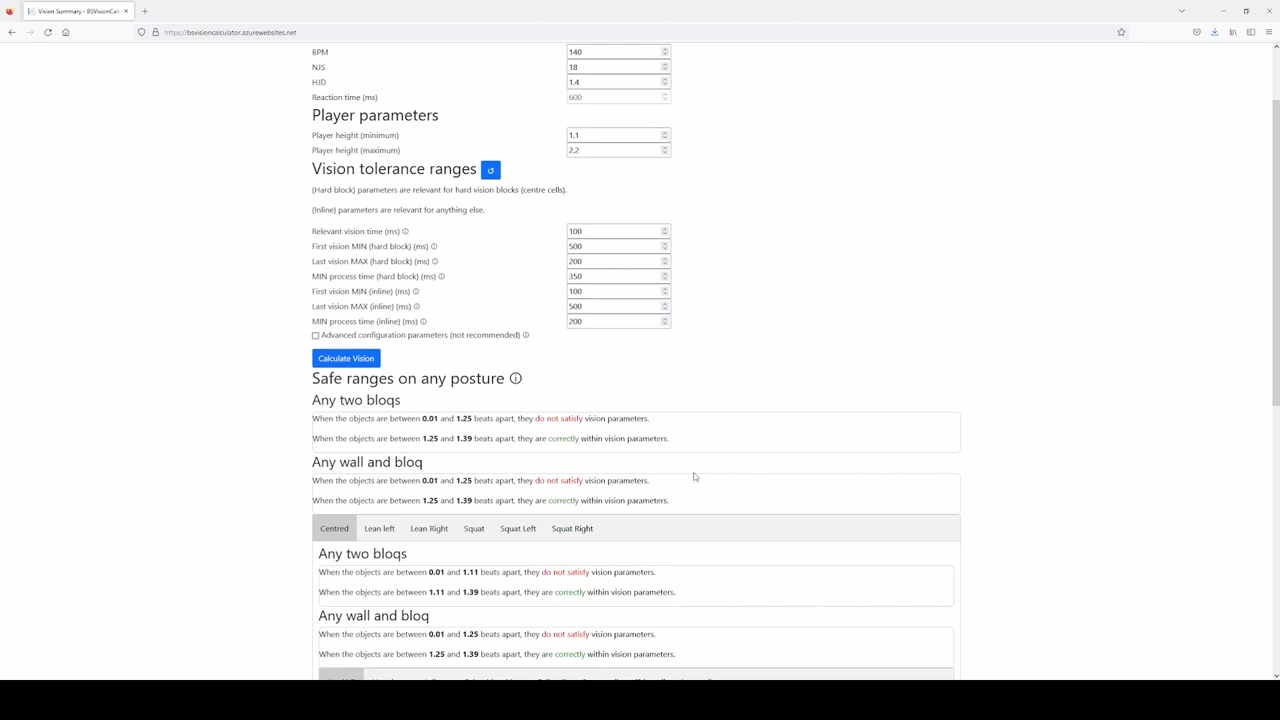 Vision Summary - BSVisionCalc
https://bsvisioncalculator.azurewebsites.net
BPM 140
NJS 18
HJD 1.4
Reaction time (ms) 600
Player parameters
Player height (minimum) 1.1
Player height (maximum) 2.2
Vision tolerance ranges
(Hard block) parameters are relevant for hard vision blocks (centre cells).
(Inline) parameters are relevant for anything else.
Relevant vision time (ms) 100
First vision MIN (hard block) (ms) 500
Last vision MAX (hard block) (ms) 200
MIN process time (hard block) (ms) 350
First vision MIN (inline) (ms) 100
Last vision MAX (inline) (ms) 500
MIN process time (inline) (ms) 200
Advanced configuration parameters (not recommended)
Calculate Vision
Safe ranges on any posture
Any two bloqs
When the objects are between 0.01 and 1.25 beats apart, they do not satisfy vision parameters.
When the objects are between 1.25 and 1.39 beats apart, they are correctly within vision parameters.
Any wall and bloq
When the objects are between 0.01 and 1.25 beats apart, they do not satisfy vision parameters.
When the objects are between 1.25 and 1.39 beats apart, they are correctly within vision parameters.
Centred Lean left Lean Right Squat Squat Left Squat Right
Any two bloqs
When the objects are between 0.01 and 1.11 beats apart, they do not satisfy vision parameters.
When the objects are between 1.11 and 1.39 beats apart, they are correctly within vision parameters.
Any wall and bloq
When the objects are between 0.01 and 1.25 beats apart, they do not satisfy vision parameters.
When the objects are between 1.25 and 1.39 beats apart, they are correctly within vision parameters.